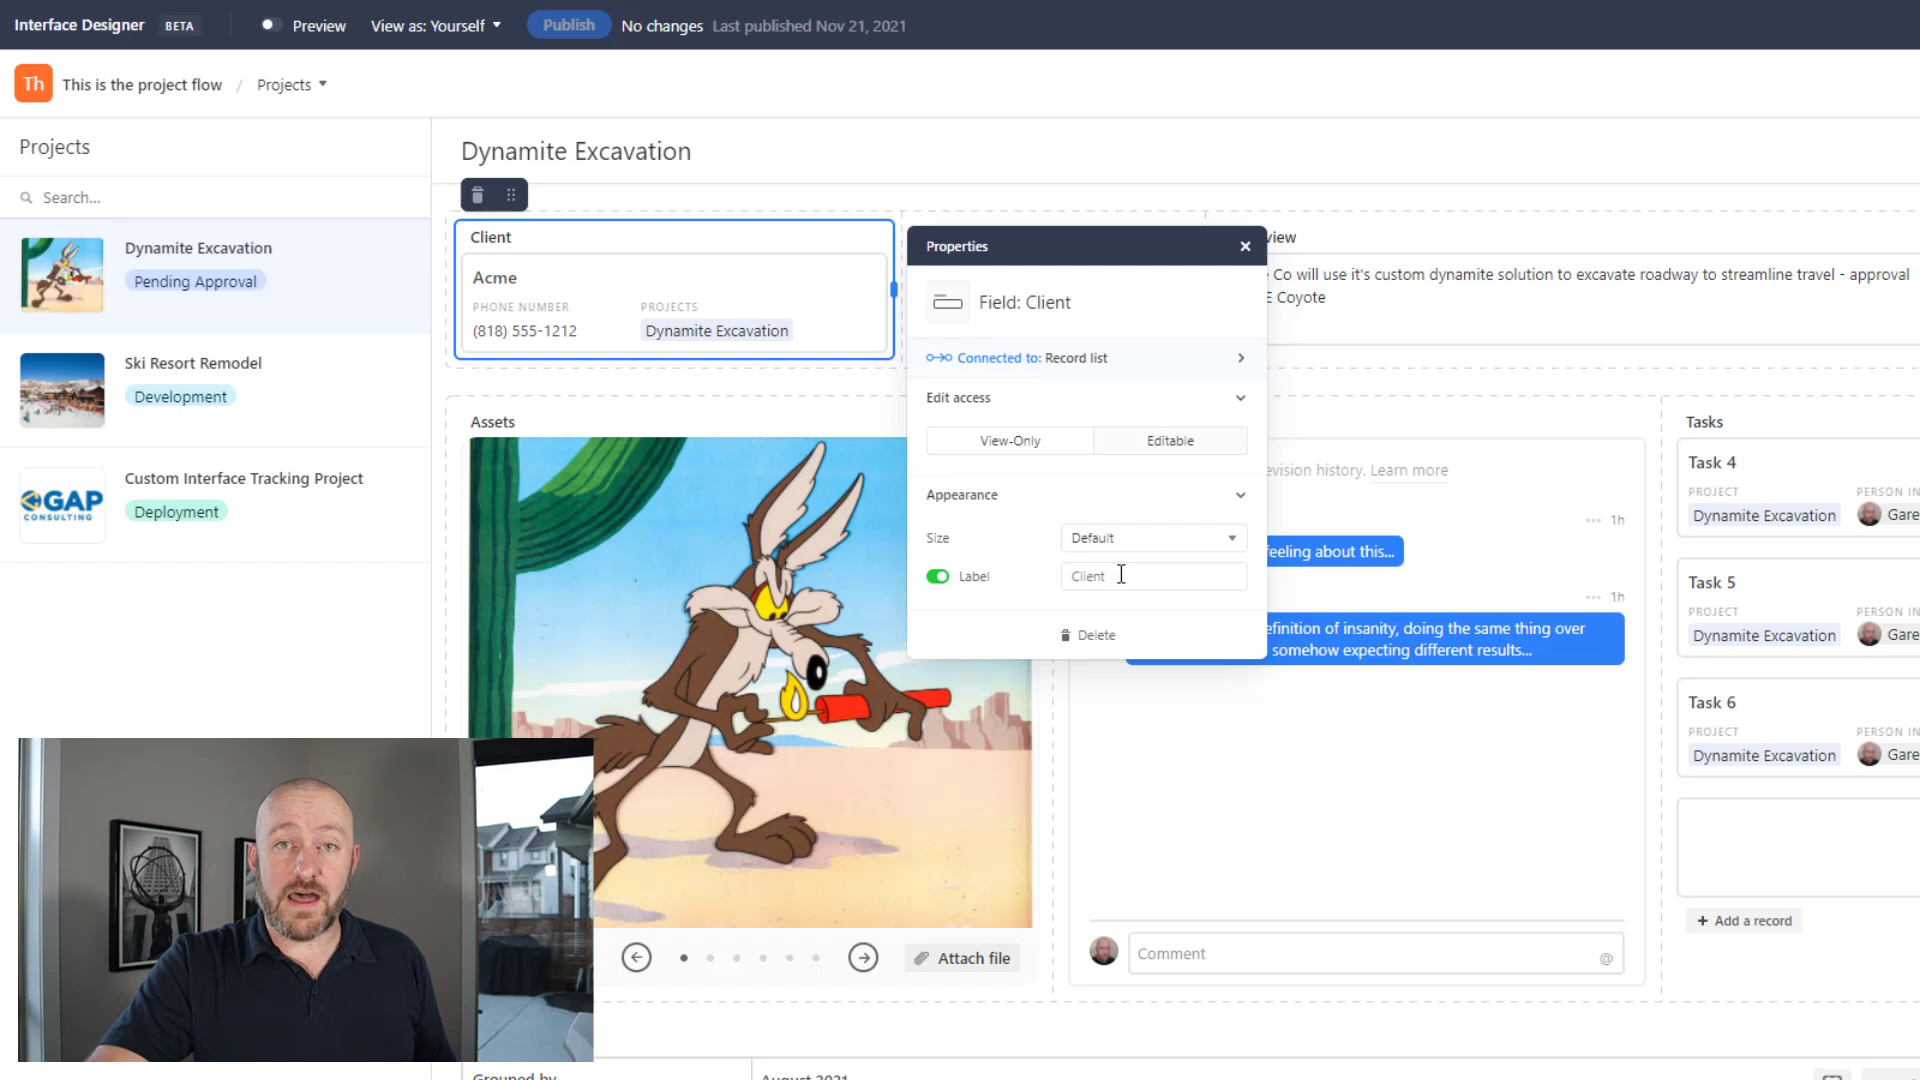 Interface Designer BETA Preview View as: Yourself Publish No changes Last published Nov 21, 2021
Th This is the project flow / Projects
Projects
Search...
Dynamite Excavation
Pending Approval
Ski Resort Remodel
Development
GAP
CONSULTING
Custom Interface Tracking Project
Deployment
Dynamite Excavation
Client
Acme
PHONE NUMBER PROJECTS
(818) 555-1212 Dynamite Excavation
Properties
Field: Client
Connected to: Record list
Edit access
View-Only Editable
Appearance
Size Default
Label Client
Delete
view
Co will use it's custom dynamite solution to excavate roadway to streamline travel - approval
E Coyote
Assets
evision history. Learn more
1h
feeling about this...
1h
efinition of insanity, doing the same thing over
somehow expecting different results...
Attach file
Comment @
Tasks
Task 4
PROJECT PERSON IN
Dynamite Excavation Gare
Task 5
PROJECT PERSON IN
Dynamite Excavation Gare
Task 6
PROJECT PERSON IN
Dynamite Excavation Gare
+ Add a record
Grouped by August 2021